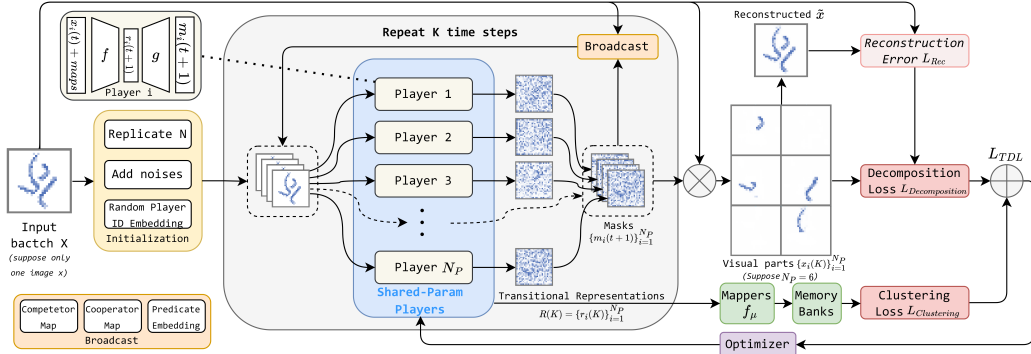 x_i(t) + maps
f
r_i(t+1)
g
m_i(t+1)
Player i
Repeat K time steps
Broadcast
Reconstructed x̃
Reconstruction
Error L_Rec
Replicate N
Add noises
Random Player
ID Embedding
Initialization
Input
bactch X
(suppose only
one image x)
Player 1
Player 2
Player 3
Player N_P
Shared-Param
Players
Masks
{m_i(t+1)}_{i=1}^{N_P}
Transitional Representations
R(K) = {r_i(K)}_{i=1}^{N_P}
Visual parts {x_i(K)}_{i=1}^{N_P}
(Suppose N_P = 6)
Decomposition
Loss L_Decomposition
L_TDL
Mappers
f_μ
Memory
Banks
Clustering
Loss L_Clustering
Optimizer
Competetor
Map
Cooperator
Map
Predicate
Embedding
Broadcast